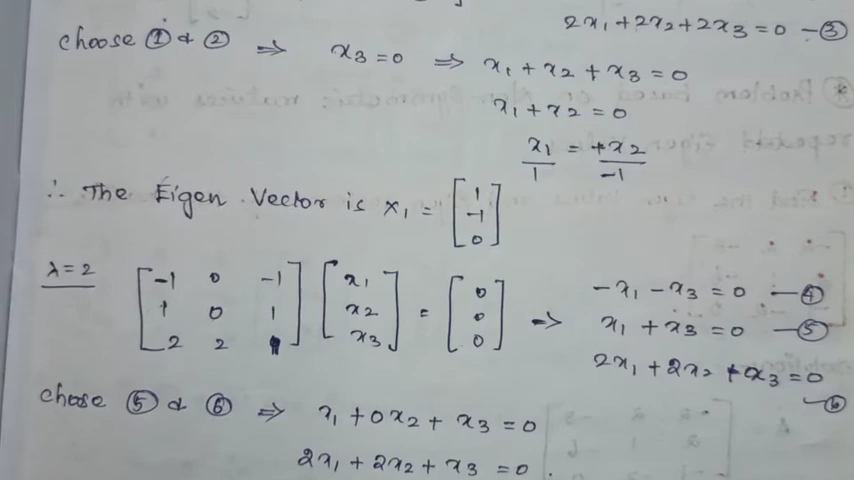 2x₁ + 2x₂ + 2x₃ = 0 — ③
choose ① & ② ⇒ x₃ = 0 ⇒ x₁ + x₂ + x₃ = 0
x₁ + x₂ = 0
x₁/1 = +x₂/-1
∴ The Eigen Vector is X₁ = [1 -1 0]
λ = 2 [-1 0 -1; 1 0 1; 2 2 1] [x₁ x₂ x₃] = [0 0 0] ⇒ -x₁ - x₃ = 0 — ④
x₁ + x₃ = 0 — ⑤
2x₁ + 2x₂ + x₃ = 0 — ⑥
chose ⑤ & ⑥ ⇒ x₁ + 0x₂ + x₃ = 0
2x₁ + 2x₂ + x₃ = 0.